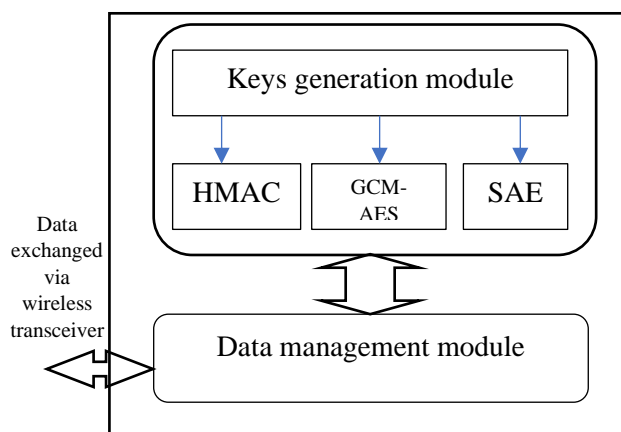 Keys generation module
HMAC
GCM-
AES
SAE
Data
exchanged
via
wireless
transceiver
Data management module